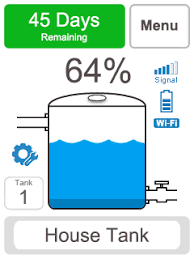 45 Days
Remaining
Menu
64%
Signal
Wi-Fi
Tank
1
House Tank